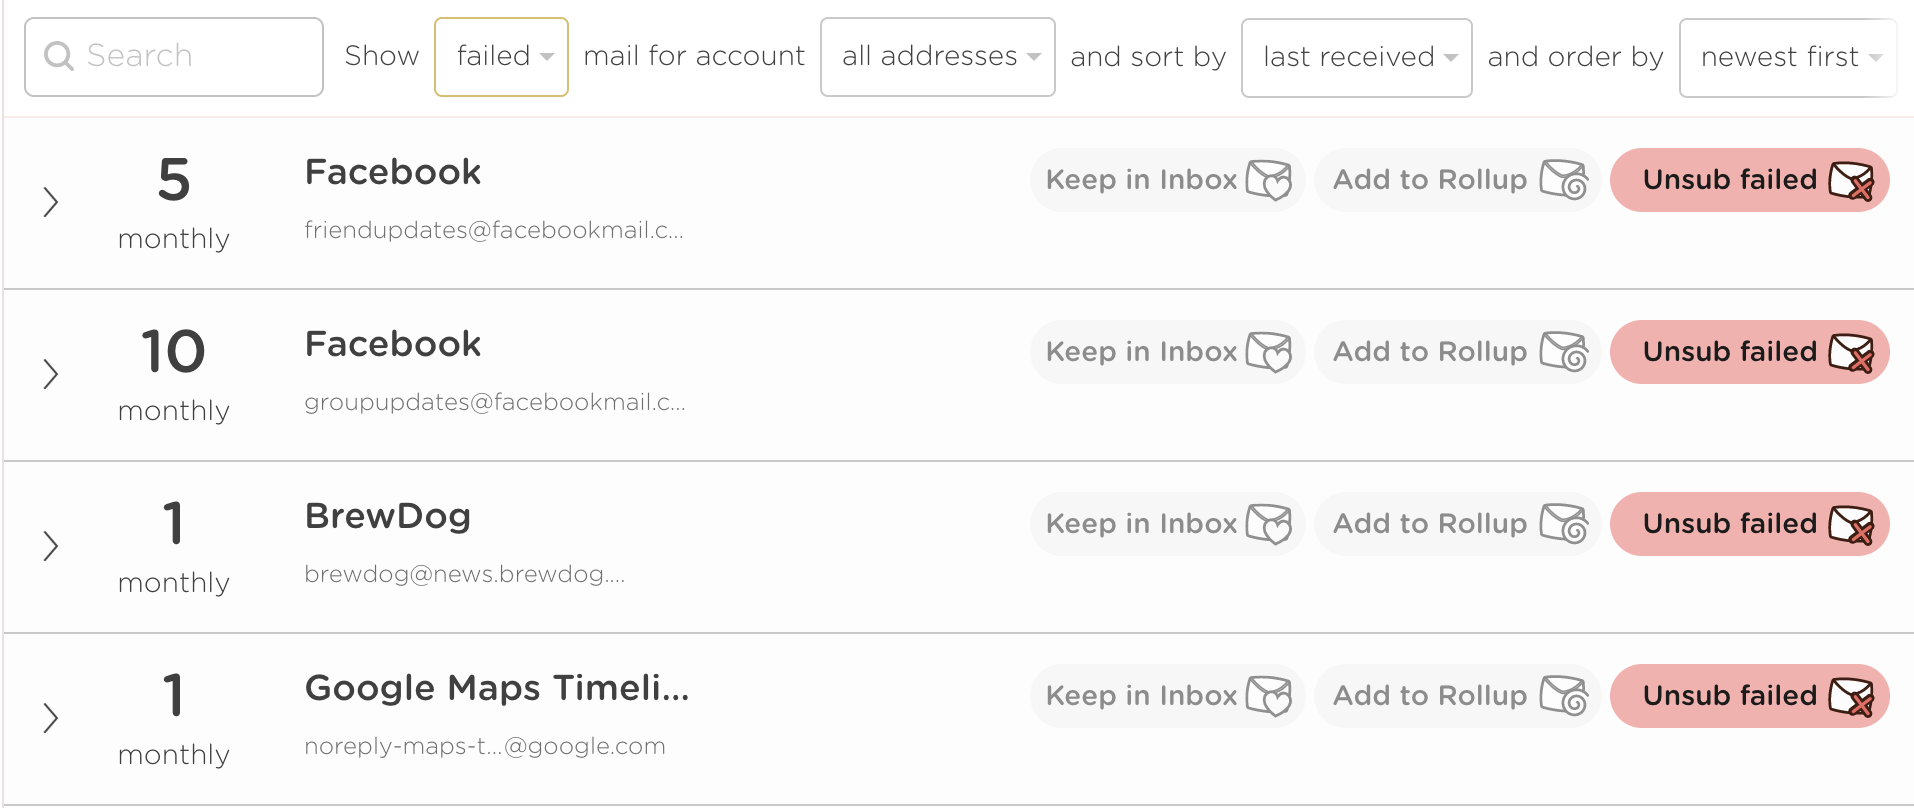 Search Show failed mail for account all addresses and sort by last received and order by newest first
5 Facebook Keep in Inbox Add to Rollup Unsub failed
monthly friendupdates@facebookmail.c...
10 Facebook Keep in Inbox Add to Rollup Unsub failed
monthly groupupdates@facebookmail.c...
1 BrewDog Keep in Inbox Add to Rollup Unsub failed
monthly brewdog@news.brewdog....
1 Google Maps Timeli... Keep in Inbox Add to Rollup Unsub failed
monthly noreply-maps-t...@google.com